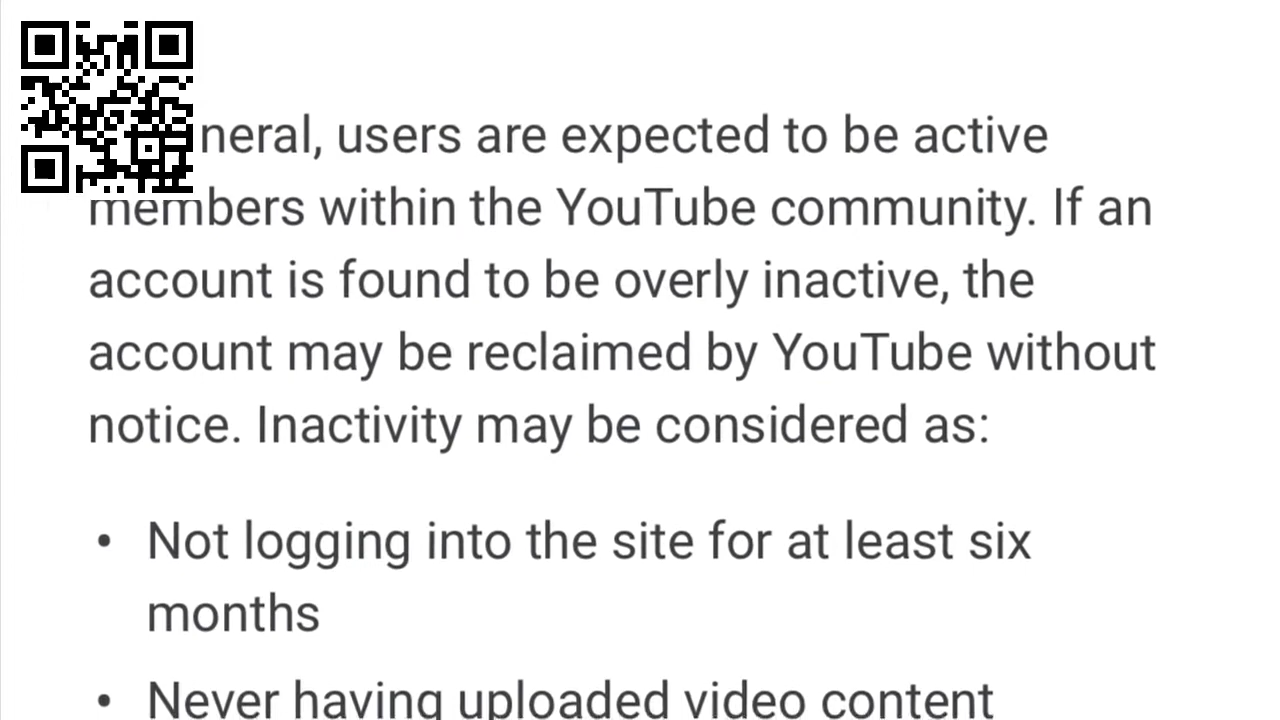 neral, users are expected to be active
members within the YouTube community. If an
account is found to be overly inactive, the
account may be reclaimed by YouTube without
notice. Inactivity may be considered as:
• Not logging into the site for at least six
months
• Never having uploaded video content